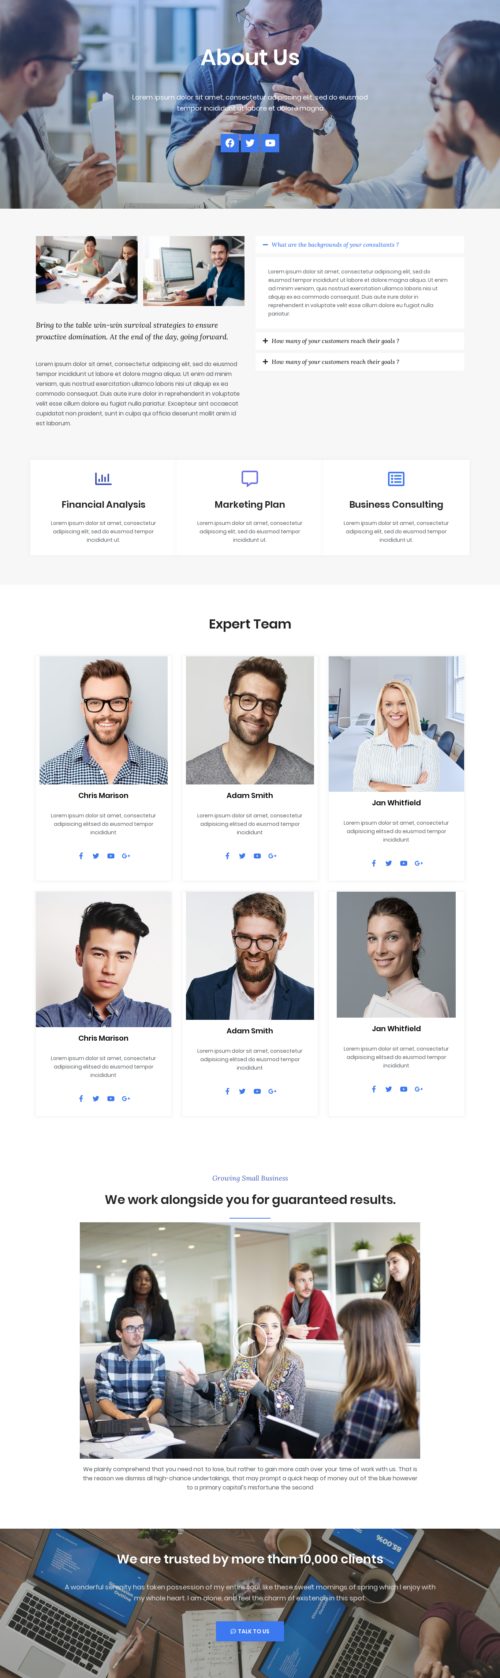 About Us
Lorem ipsum dolor sit amet, consectetur adipiscing elit, sed do eiusmod
tempor incididunt ut labore et dolore magna.
Bring to the table win-win survival strategies to ensure
proactive domination. At the end of the day, going forward.
Lorem ipsum dolor sit amet, consectetur adipiscing elit, sed do eiusmod
tempor incididunt ut labore et dolore magna aliqua. Ut enim ad minim
veniam, quis nostrud exercitation ullamco laboris nisi ut aliquip ex ea
commodo consequat. Duis aute irure dolor in reprehenderit in voluptate
velit esse cillum dolore eu fugiat nulla pariatur. Excepteur sint occaecat
cupidatat non proident, sunt in culpa qui officia deserunt mollit anim id
est laborum.
What are the backgrounds of your consultants ?
Lorem ipsum dolor sit amet, consectetur adipiscing elit, sed do
eiusmod tempor incididunt ut labore et dolore magna aliqua. Ut enim
ad minim veniam, quis nostrud exercitation ullamco laboris nisi ut
aliquip ex ea commodo consequat. Duis aute irure dolor in
reprehenderit in voluptate velit esse cillum dolore eu fugiat nulla
pariatur.
How many of your customers reach their goals ?
How many of your customers reach their goals ?
Financial Analysis
Lorem ipsum dolor sit amet, consectetur
adipiscing elit, sed do eiusmod tempor
incididunt ut.
Marketing Plan
Lorem ipsum dolor sit amet, consectetur
adipiscing elit, sed do eiusmod tempor
incididunt ut.
Business Consulting
Lorem ipsum dolor sit amet, consectetur
adipiscing elit, sed do eiusmod tempor
incididunt ut.
Expert Team
Chris Marison
Lorem ipsum dolor sit amet, consectetur
adipisicing elitsed do eiusmod tempor
incididunt
Adam Smith
Lorem ipsum dolor sit amet, consectetur
adipisicing elitsed do eiusmod tempor
incididunt
Jan Whitfield
Lorem ipsum dolor sit amet, consectetur
adipisicing elitsed do eiusmod tempor
incididunt
Chris Marison
Lorem ipsum dolor sit amet, consectetur
adipisicing elitsed do eiusmod tempor
incididunt
Adam Smith
Lorem ipsum dolor sit amet, consectetur
adipisicing elitsed do eiusmod tempor
incididunt
Jan Whitfield
Lorem ipsum dolor sit amet, consectetur
adipisicing elitsed do eiusmod tempor
incididunt
Growing Small Business
We work alongside you for guaranteed results.
We plainly comprehend that you need not to lose, but rather to gain more cash over your time of work with us. That is
the reason we dismiss all high-chance undertakings, that may prompt a quick heap of money out of the blue however
to a primary capital's misfortune the second
We are trusted by more than 10,000 clients
A wonderful serenity has taken possession of my entire soul, like these sweet mornings of spring which I enjoy with
my whole heart. I am alone, and feel the charm of existence in this spot.
TALK TO US